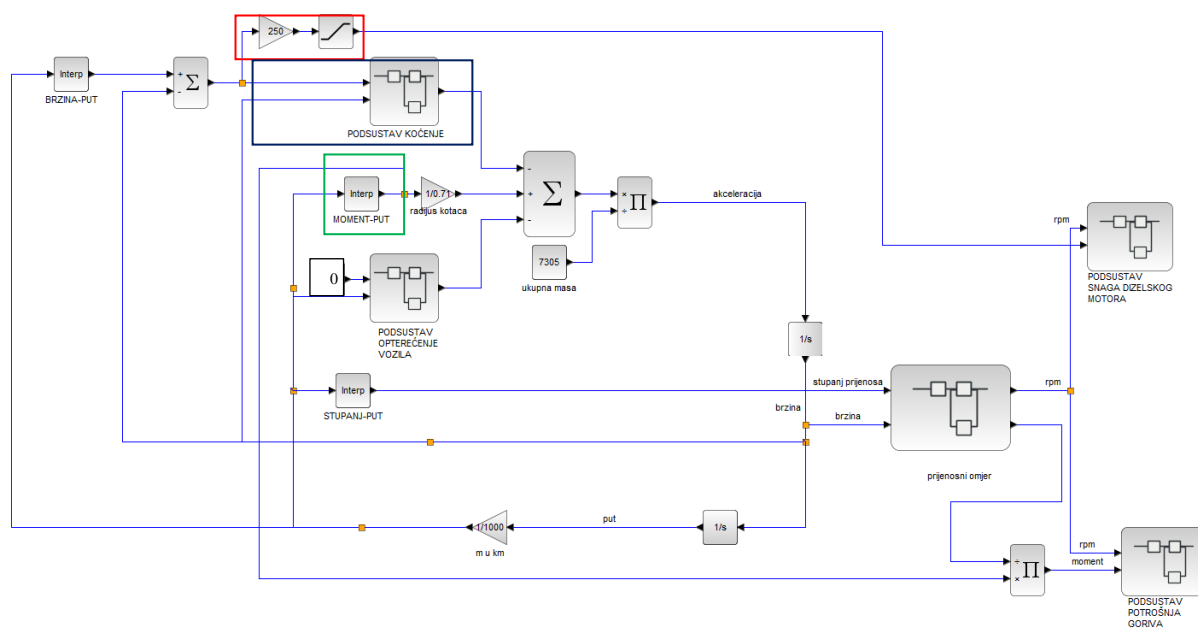 250
Interp
BRZINA-PUT
+
-
Σ
PODSUSTAV KOČENJE
Interp
MOMENT-PUT
1/0.71
radijus kotaca
-
+
-
Σ
×
÷
Π
akceleracija
7305
ukupna masa
0
PODSUSTAV
OPTEREĆENJE
VOZILA
rpm
PODSUSTAV
SNAGA DIZELSKOG
MOTORA
1/s
Interp
STUPANJ-PUT
stupanj prijenosa
brzina
brzina
rpm
prijenosni omjer
1/1000
m u km
put
1/s
÷
×
Π
rpm
moment
PODSUSTAV
POTROŠNJA
GORIVA